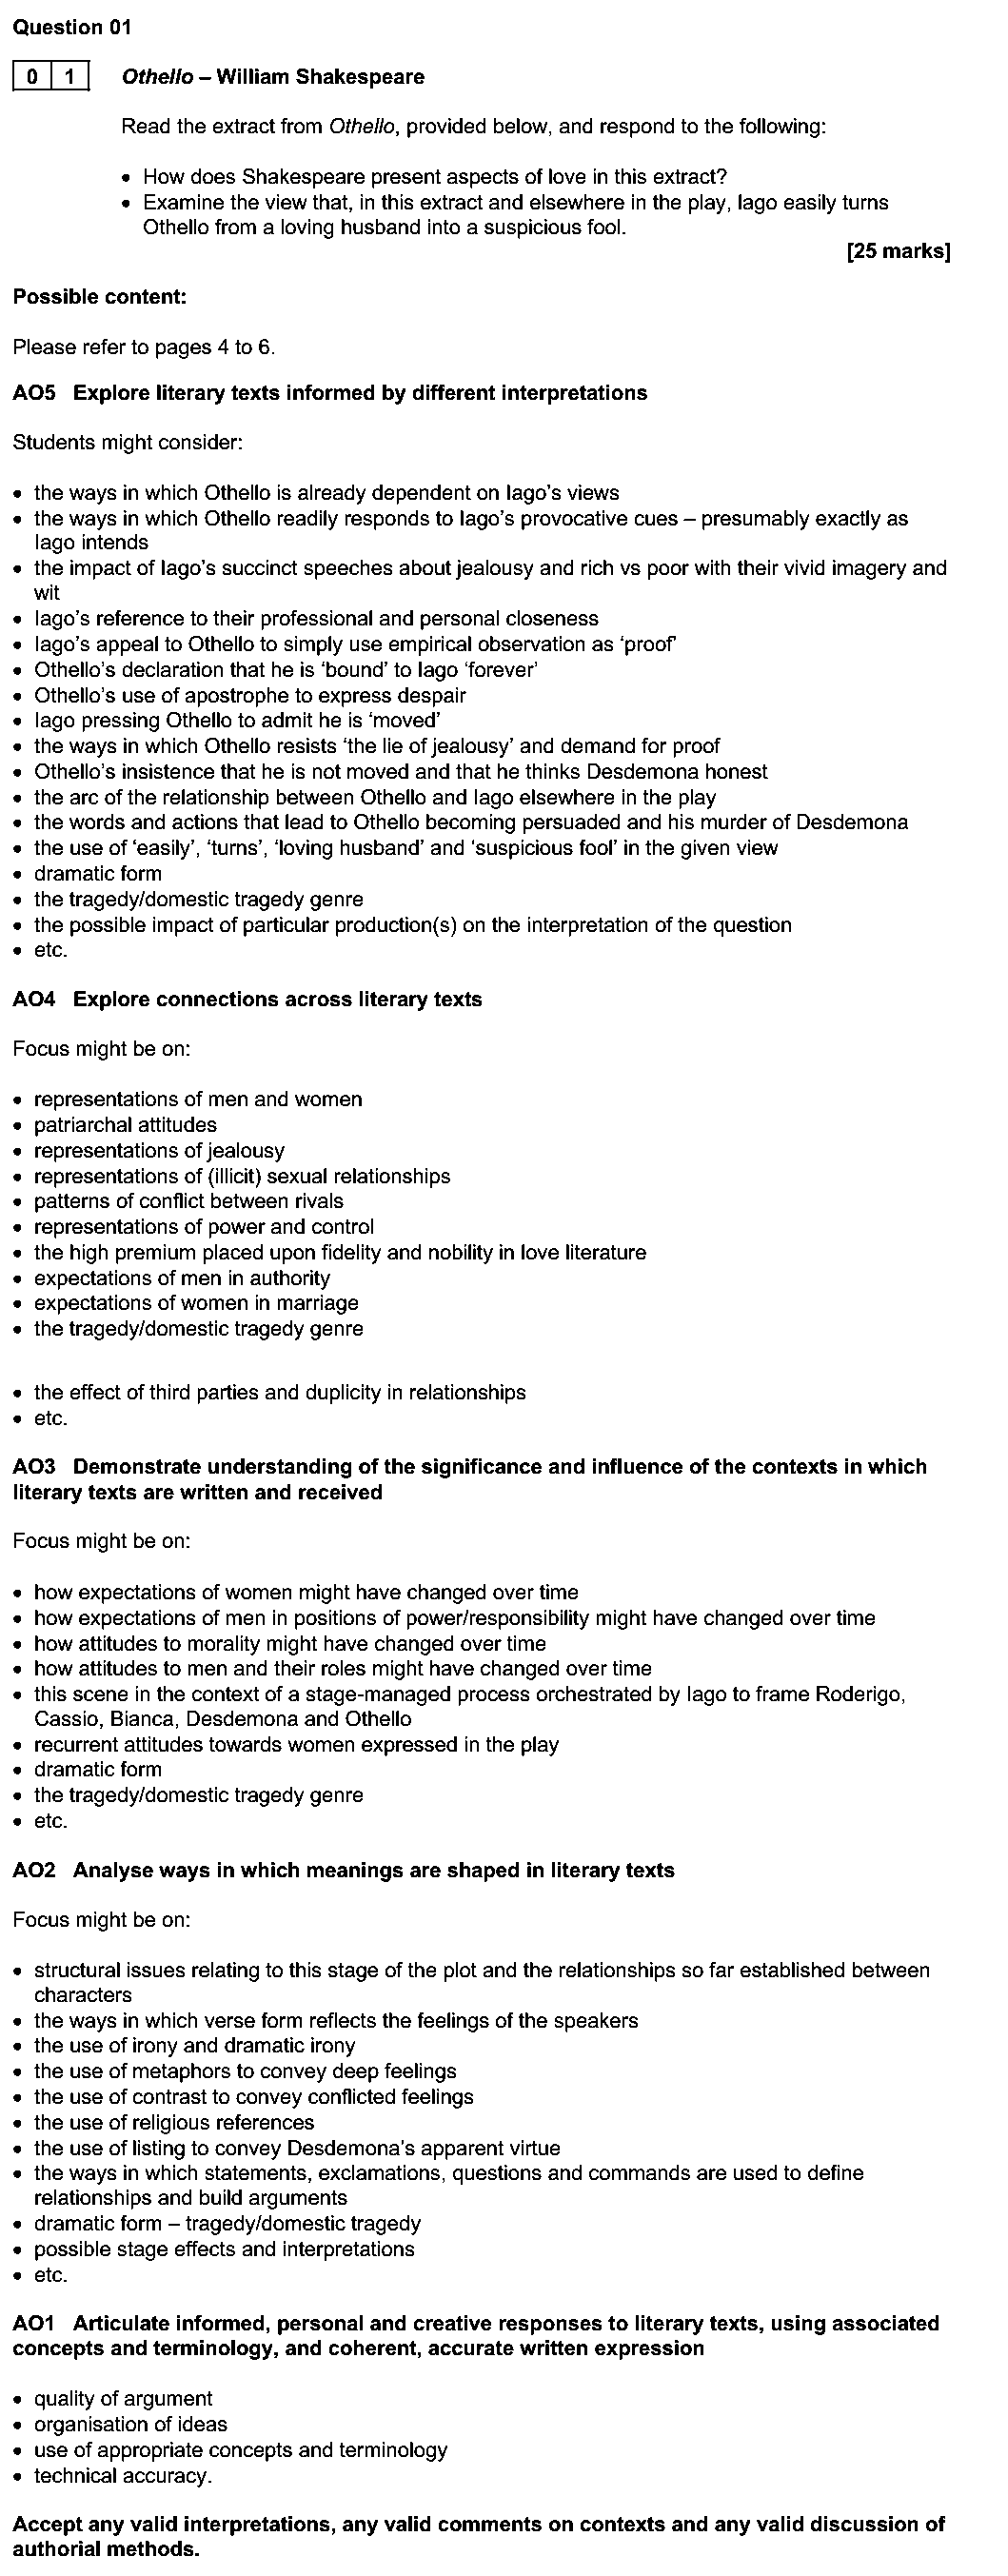 Question 01
0 1 Othello – William Shakespeare
Read the extract from Othello, provided below, and respond to the following:
• How does Shakespeare present aspects of love in this extract?
• Examine the view that, in this extract and elsewhere in the play, Iago easily turns
Othello from a loving husband into a suspicious fool.
[25 marks]
Possible content:
Please refer to pages 4 to 6.
AO5 Explore literary texts informed by different interpretations
Students might consider:
• the ways in which Othello is already dependent on Iago's views
• the ways in which Othello readily responds to Iago's provocative cues – presumably exactly as
Iago intends
• the impact of Iago's succinct speeches about jealousy and rich vs poor with their vivid imagery and
wit
• Iago's reference to their professional and personal closeness
• Iago's appeal to Othello to simply use empirical observation as 'proof'
• Othello's declaration that he is 'bound' to Iago 'forever'
• Othello's use of apostrophe to express despair
• Iago pressing Othello to admit he is 'moved'
• the ways in which Othello resists 'the lie of jealousy' and demand for proof
• Othello's insistence that he is not moved and that he thinks Desdemona honest
• the arc of the relationship between Othello and Iago elsewhere in the play
• the words and actions that lead to Othello becoming persuaded and his murder of Desdemona
• the use of 'easily', 'turns', 'loving husband' and 'suspicious fool' in the given view
• dramatic form
• the tragedy/domestic tragedy genre
• the possible impact of particular production(s) on the interpretation of the question
• etc.
AO4 Explore connections across literary texts
Focus might be on:
• representations of men and women
• patriarchal attitudes
• representations of jealousy
• representations of (illicit) sexual relationships
• patterns of conflict between rivals
• representations of power and control
• the high premium placed upon fidelity and nobility in love literature
• expectations of men in authority
• expectations of women in marriage
• the tragedy/domestic tragedy genre
• the effect of third parties and duplicity in relationships
• etc.
AO3 Demonstrate understanding of the significance and influence of the contexts in which
literary texts are written and received
Focus might be on:
• how expectations of women might have changed over time
• how expectations of men in positions of power/responsibility might have changed over time
• how attitudes to morality might have changed over time
• how attitudes to men and their roles might have changed over time
• this scene in the context of a stage-managed process orchestrated by Iago to frame Roderigo,
Cassio, Bianca, Desdemona and Othello
• recurrent attitudes towards women expressed in the play
• dramatic form
• the tragedy/domestic tragedy genre
• etc.
AO2 Analyse ways in which meanings are shaped in literary texts
Focus might be on:
• structural issues relating to this stage of the plot and the relationships so far established between
characters
• the ways in which verse form reflects the feelings of the speakers
• the use of irony and dramatic irony
• the use of metaphors to convey deep feelings
• the use of contrast to convey conflicted feelings
• the use of religious references
• the use of listing to convey Desdemona's apparent virtue
• the ways in which statements, exclamations, questions and commands are used to define
relationships and build arguments
• dramatic form – tragedy/domestic tragedy
• possible stage effects and interpretations
• etc.
AO1 Articulate informed, personal and creative responses to literary texts, using associated
concepts and terminology, and coherent, accurate written expression
• quality of argument
• organisation of ideas
• use of appropriate concepts and terminology
• technical accuracy.
Accept any valid interpretations, any valid comments on contexts and any valid discussion of
authorial methods.